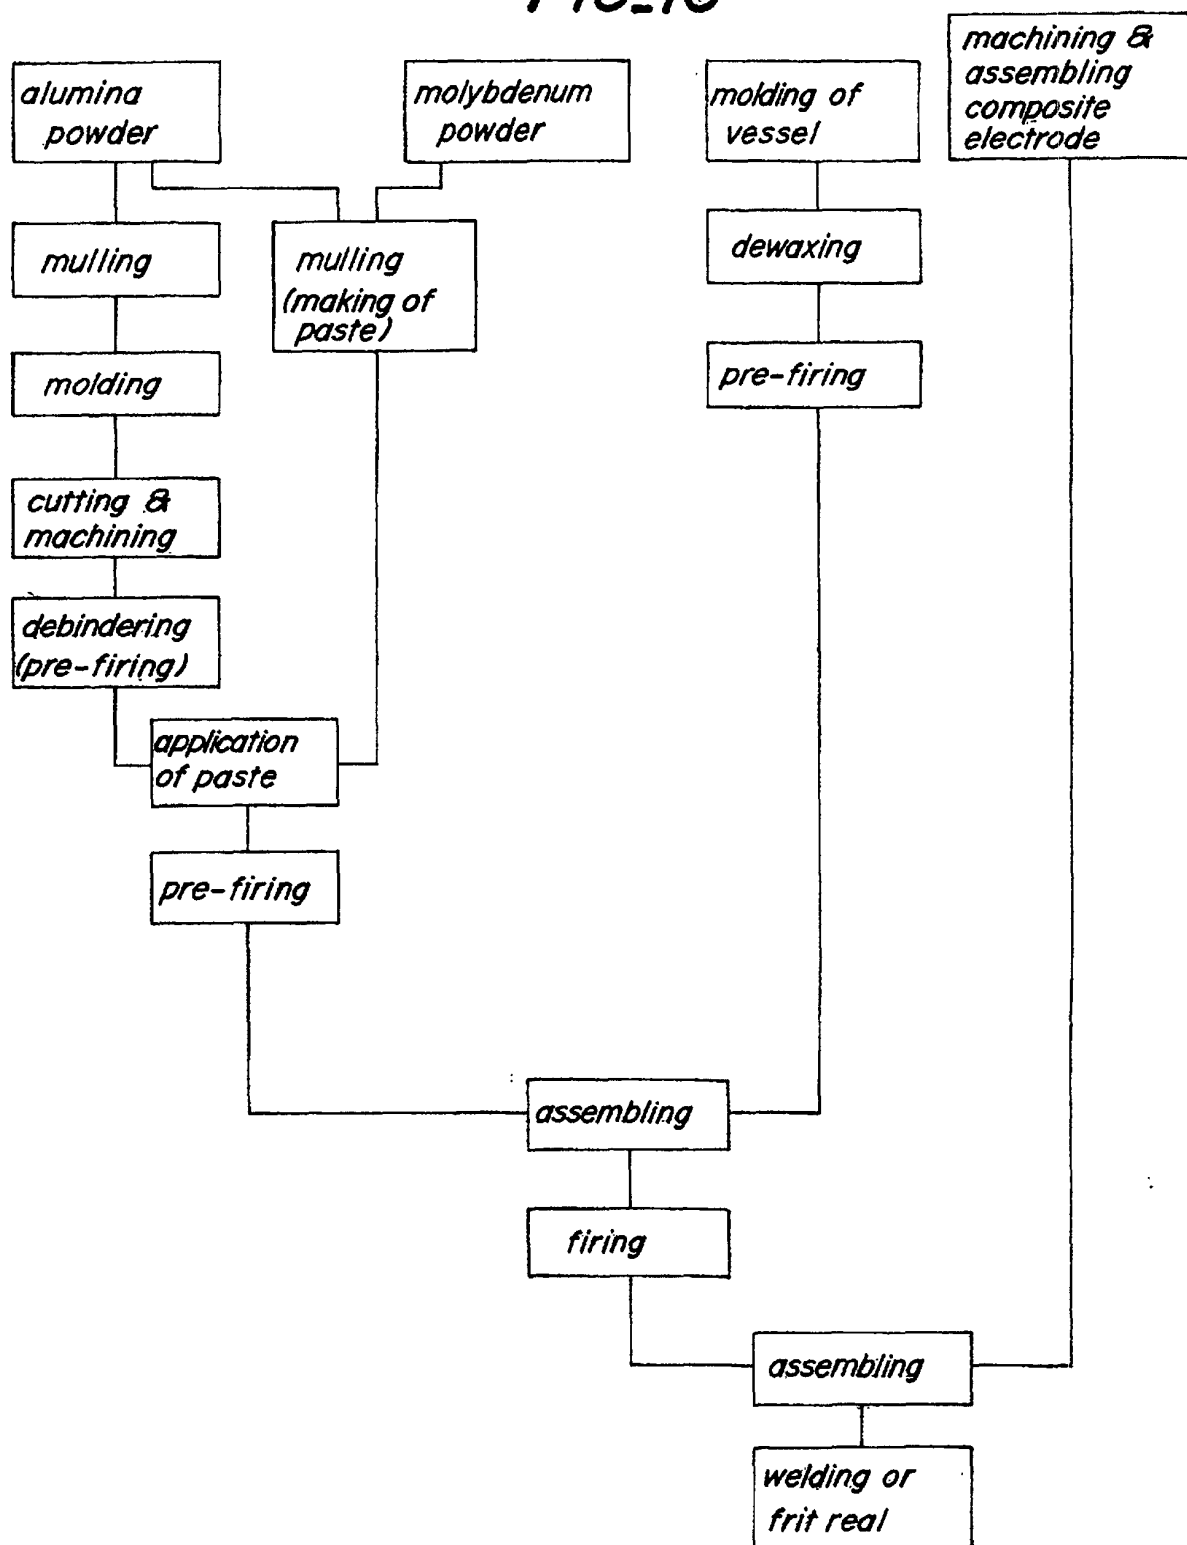 alumina
powder
molybdenum
powder
molding of
vessel
machining &
assembling
composite
electrode
mulling
mulling
(making of
paste)
dewaxing
molding
pre-firing
cutting &
machining
debindering
(pre-firing)
application
of paste
pre-firing
assembling
firing
assembling
welding or
frit real